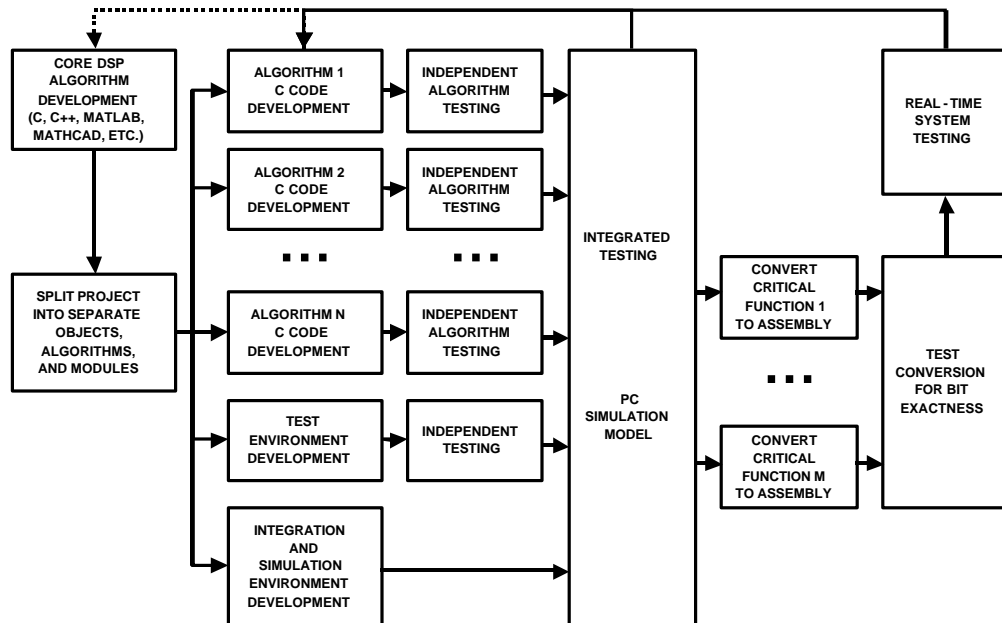 CORE DSP
ALGORITHM
DEVELOPMENT
(C, C++, MATLAB,
MATHCAD, ETC.)
SPLIT PROJECT
INTO SEPARATE
OBJECTS,
ALGORITHMS,
AND MODULES
ALGORITHM 1
C CODE
DEVELOPMENT
INDEPENDENT
ALGORITHM
TESTING
ALGORITHM 2
C CODE
DEVELOPMENT
INDEPENDENT
ALGORITHM
TESTING
ALGORITHM N
C CODE
DEVELOPMENT
INDEPENDENT
ALGORITHM
TESTING
TEST
ENVIRONMENT
DEVELOPMENT
INDEPENDENT
TESTING
INTEGRATION
AND
SIMULATION
ENVIRONMENT
DEVELOPMENT
INTEGRATED
TESTING
PC
SIMULATION
MODEL
CONVERT
CRITICAL
FUNCTION 1
TO ASSEMBLY
CONVERT
CRITICAL
FUNCTION M
TO ASSEMBLY
REAL - TIME
SYSTEM
TESTING
TEST
CONVERSION
FOR BIT
EXACTNESS